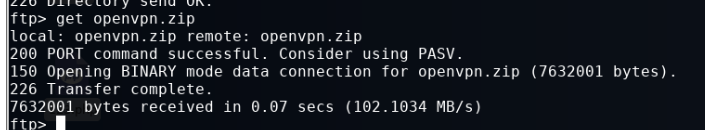 226 Directory send OK.
ftp> get openvpn.zip
local: openvpn.zip remote: openvpn.zip
200 PORT command successful. Consider using PASV.
150 Opening BINARY mode data connection for openvpn.zip (7632001 bytes).
226 Transfer complete.
7632001 bytes received in 0.07 secs (102.1034 MB/s)
ftp>